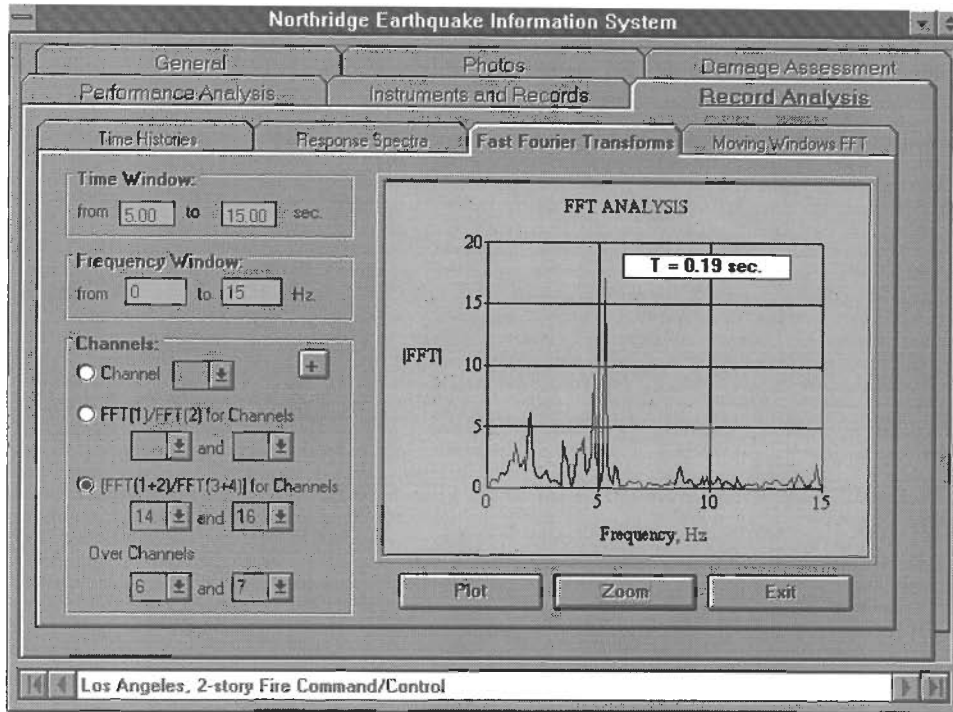 Northridge Earthquake Information System
General Photos Damage Assessment
Performance Analysis Instruments and Records Record Analysis
Time Histories Response Spectra Fast Fourier Transforms Moving Windows FFT
Time Window:
from 5.00 to 15.00 sec.
Frequency Window:
from 0 to 15 Hz.
Channels:
Channel
+
FFT(1)/FFT(2) for Channels
and
[FFT(1+2)/FFT(3+4)] for Channels
14 and 16
Over Channels
6 and 7
FFT ANALYSIS
T = 0.19 sec.
|FFT|
20
15
10
5
0
0 5 10 15
Frequency, Hz
Plot Zoom Exit
Los Angeles, 2-story Fire Command/Control